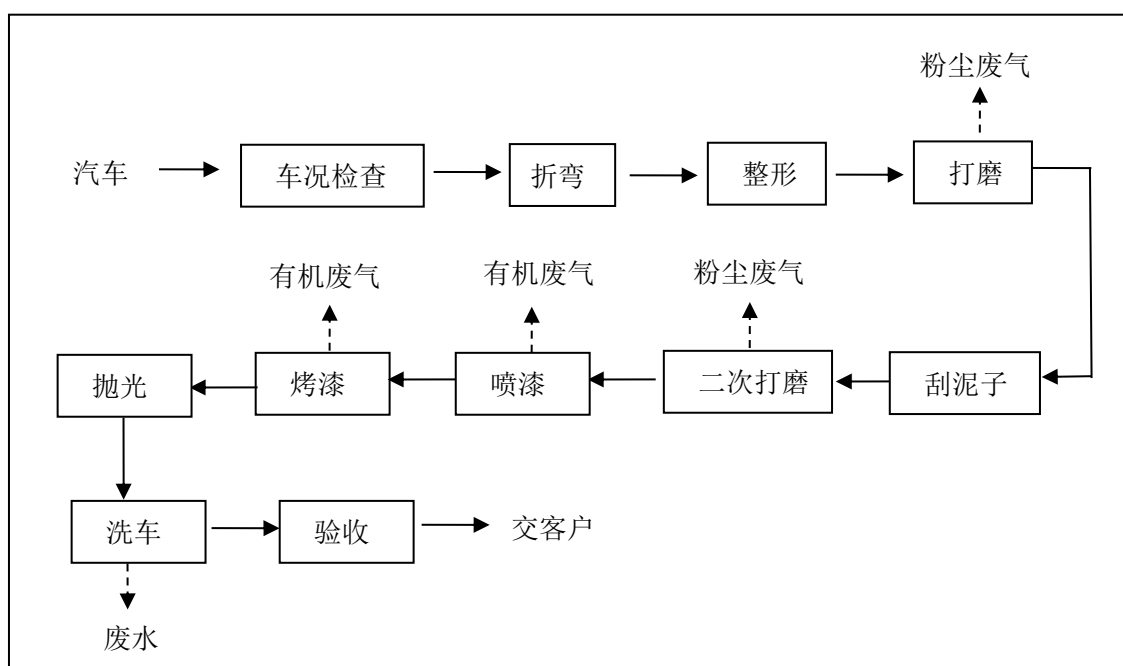 粉尘废气
汽车
车况检查
折弯
整形
打磨
有机废气
有机废气
粉尘废气
抛光
烤漆
喷漆
二次打磨
刮泥子
洗车
验收
交客户
废水